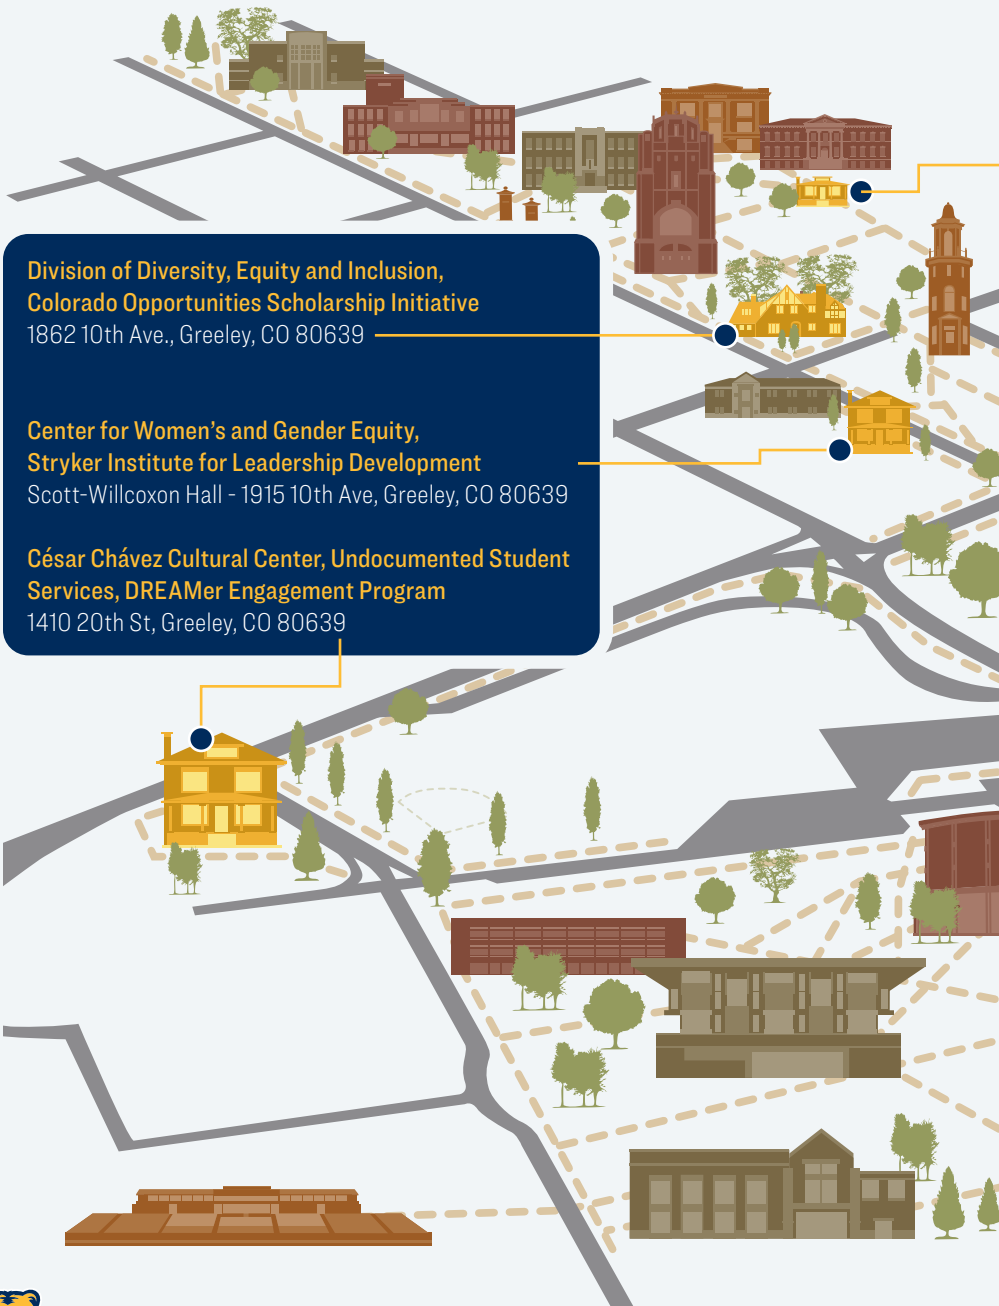 Division of Diversity, Equity and Inclusion,
Colorado Opportunities Scholarship Initiative
1862 10th Ave., Greeley, CO 80639
Center for Women’s and Gender Equity,
Stryker Institute for Leadership Development
Scott-Willcoxon Hall - 1915 10th Ave, Greeley, CO 80639
César Chávez Cultural Center, Undocumented Student
Services, DREAMer Engagement Program
1410 20th St, Greeley, CO 80639